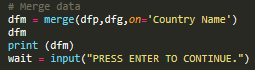 # Merge data
dfm = merge(dfp,dfg,on='Country Name')
dfm
print (dfm)
wait = input("PRESS ENTER TO CONTINUE.")